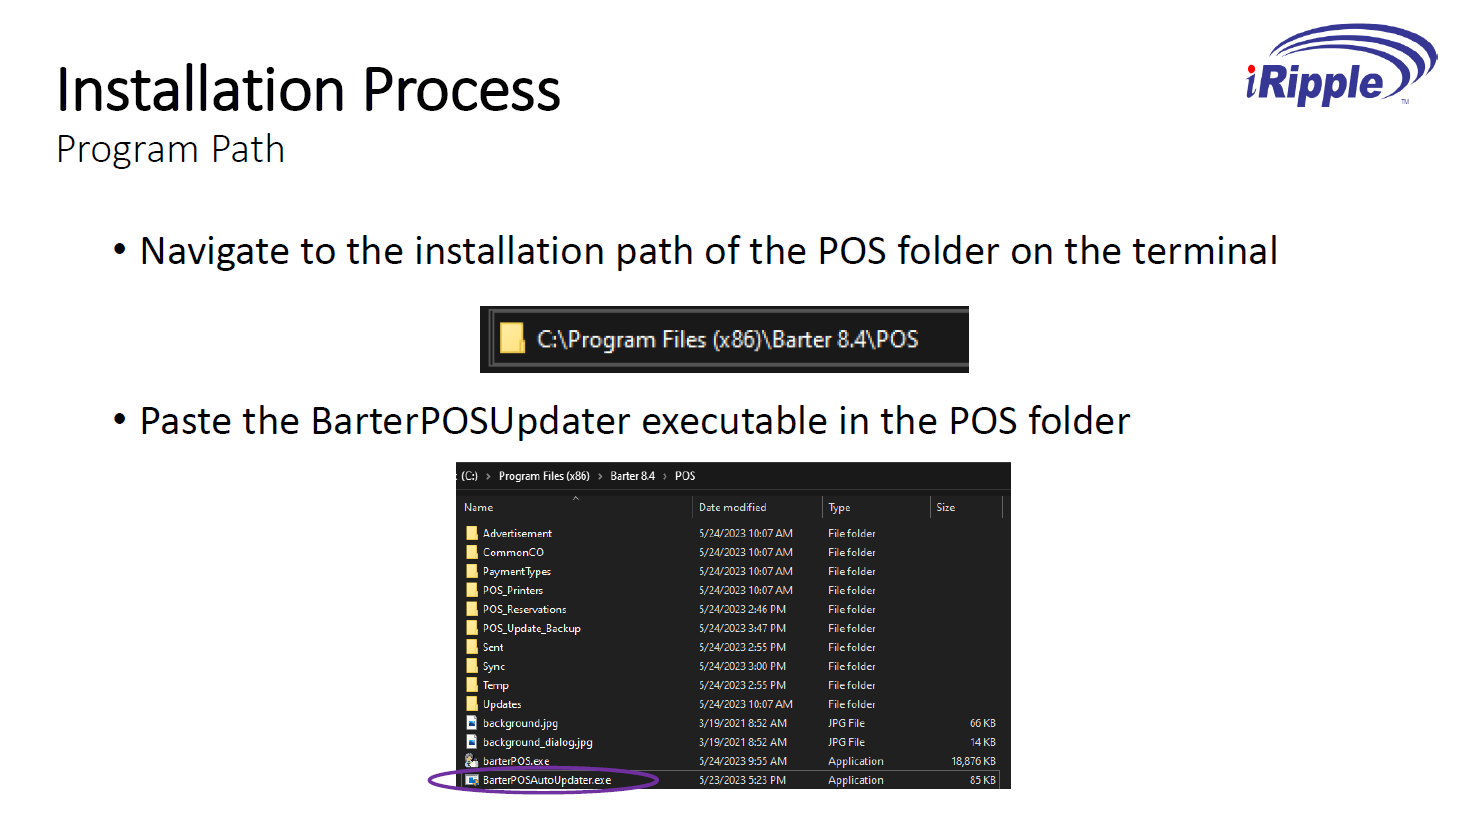 iRipple
TM
Installation Process
Program Path
• Navigate to the installation path of the POS folder on the terminal
C:\Program Files (x86)\Barter 8.4\POS
• Paste the BarterPOSUpdater executable in the POS folder
(C:) > Program Files (x86) > Barter 8.4 > POS
Name Date modified Type Size
Advertisement 5/24/2023 10:07 AM File folder
CommonCO 5/24/2023 10:07 AM File folder
PaymentTypes 5/24/2023 10:07 AM File folder
POS_Printers 5/24/2023 10:07 AM File folder
POS_Reservations 5/24/2023 2:46 PM File folder
POS_Update_Backup 5/24/2023 3:47 PM File folder
Sent 5/24/2023 2:55 PM File folder
Sync 5/24/2023 3:00 PM File folder
Temp 5/24/2023 2:55 PM File folder
Updates 5/24/2023 10:07 AM File folder
background.jpg 3/19/2021 8:52 AM JPG File 66 KB
background_dialog.jpg 3/19/2021 8:52 AM JPG File 14 KB
barterPOS.exe 5/24/2023 9:55 AM Application 18,876 KB
BarterPOSAutoUpdater.exe 5/23/2023 5:23 PM Application 85 KB